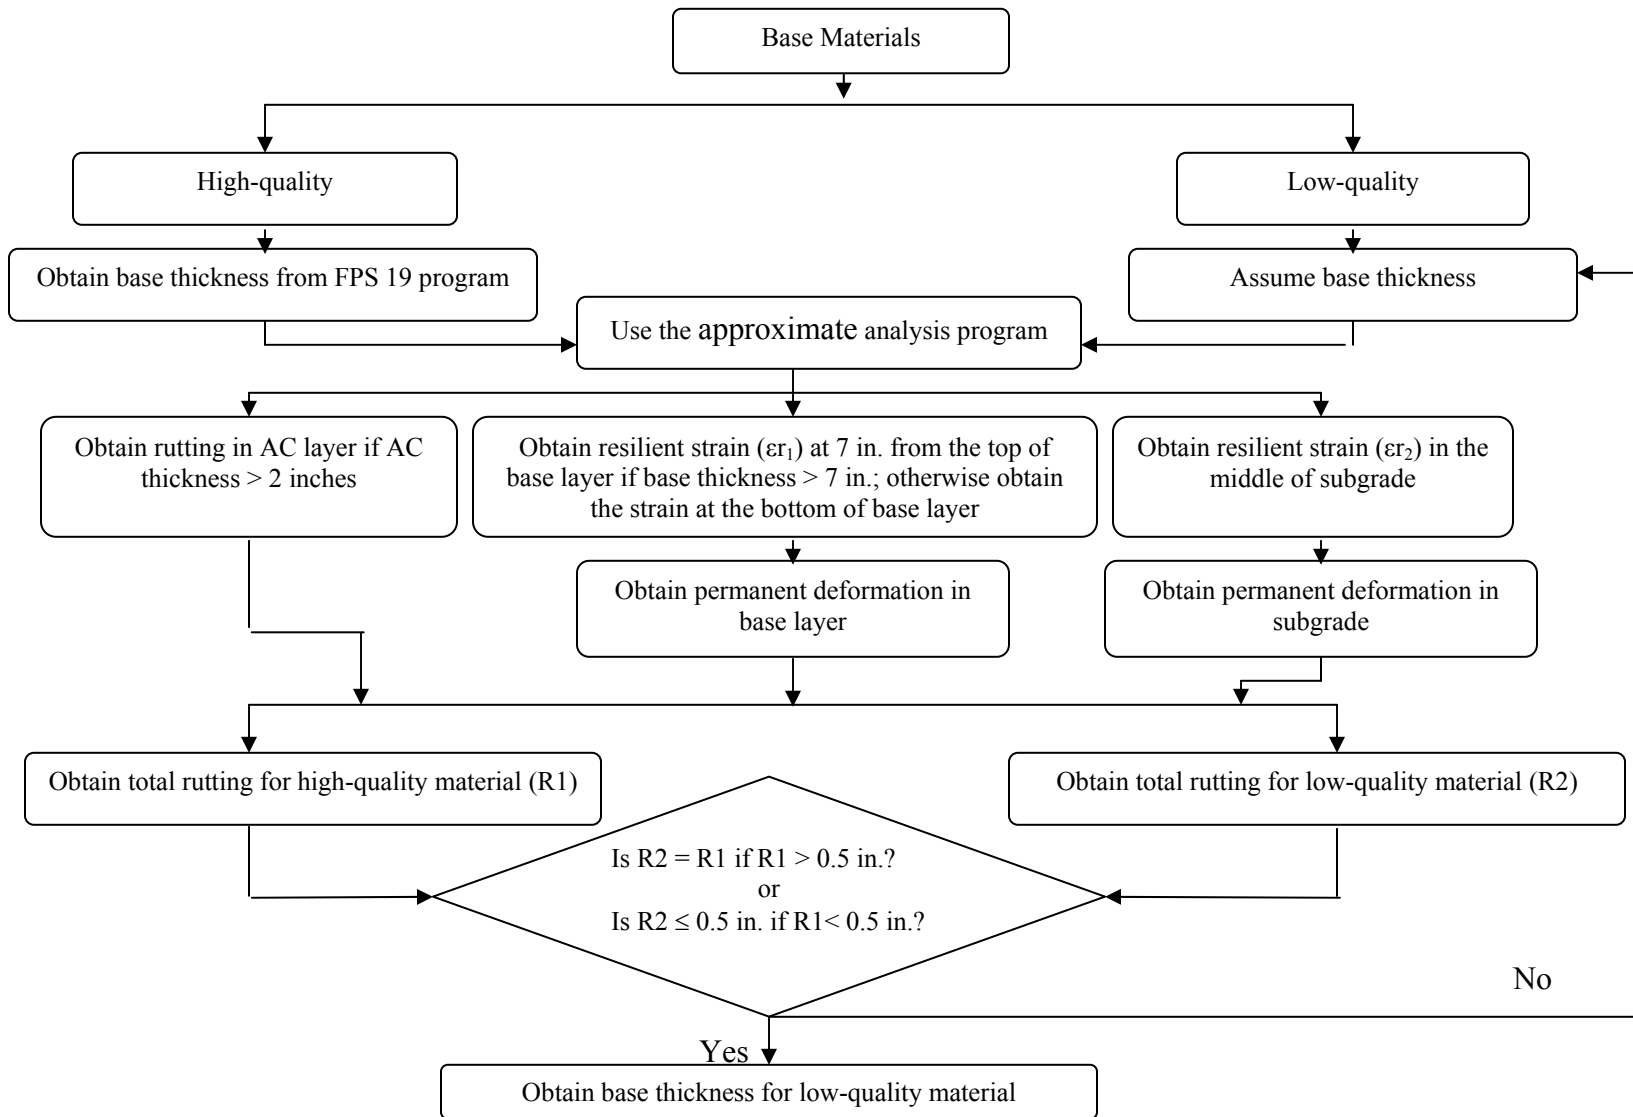 Base Materials
High-quality
Low-quality
Obtain base thickness from FPS 19 program
Assume base thickness
Use the approximate analysis program
Obtain rutting in AC layer if AC
thickness > 2 inches
Obtain resilient strain (εr₁) at 7 in. from the top of
base layer if base thickness > 7 in.; otherwise obtain
the strain at the bottom of base layer
Obtain resilient strain (εr₂) in the
middle of subgrade
Obtain permanent deformation in
base layer
Obtain permanent deformation in
subgrade
Obtain total rutting for high-quality material (R1)
Obtain total rutting for low-quality material (R2)
Is R2 = R1 if R1 > 0.5 in.?
or
Is R2 ≤ 0.5 in. if R1< 0.5 in.?
No
Yes
Obtain base thickness for low-quality material